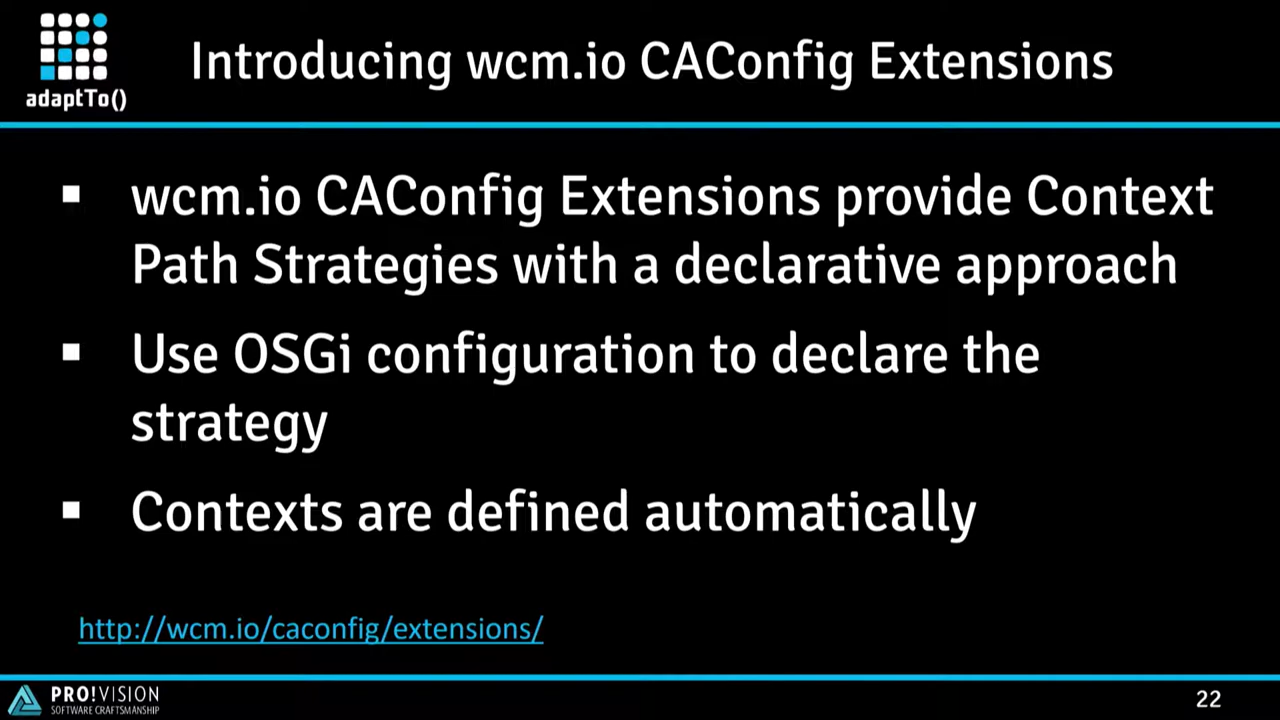 adaptTo()
Introducing wcm.io CAConfig Extensions
▪ wcm.io CAConfig Extensions provide Context
Path Strategies with a declarative approach
▪ Use OSGi configuration to declare the
strategy
▪ Contexts are defined automatically
http://wcm.io/caconfig/extensions/
PRO!VISION
SOFTWARE CRAFTSMANSHIP
22